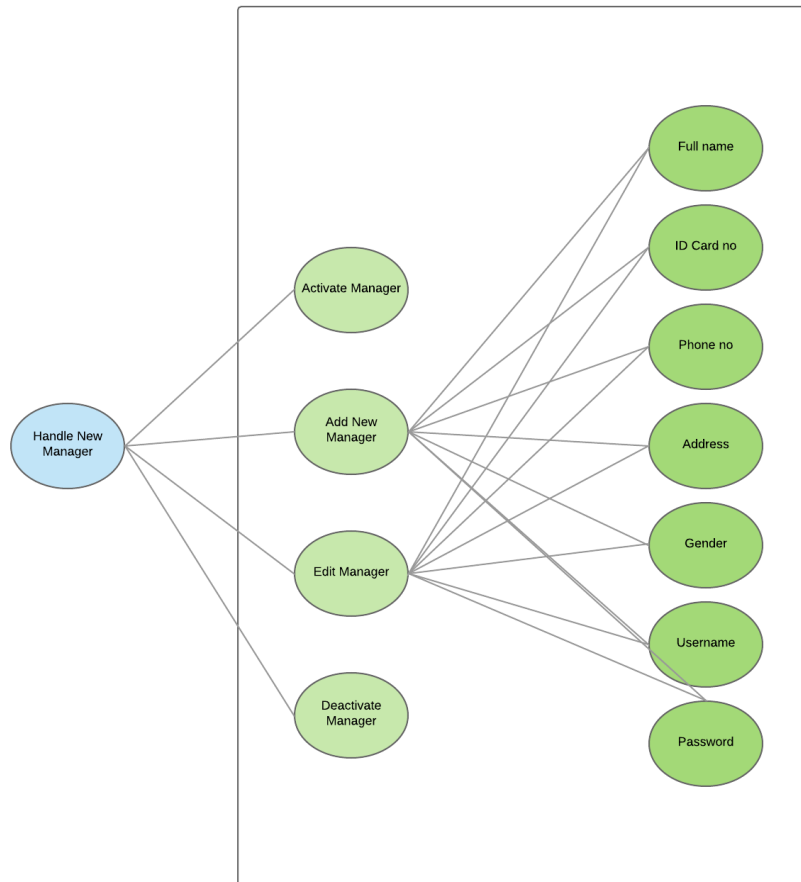 Full name
ID Card no
Activate Manager
Phone no
Add New
Manager
Handle New
Manager
Address
Gender
Edit Manager
Username
Deactivate
Manager
Password